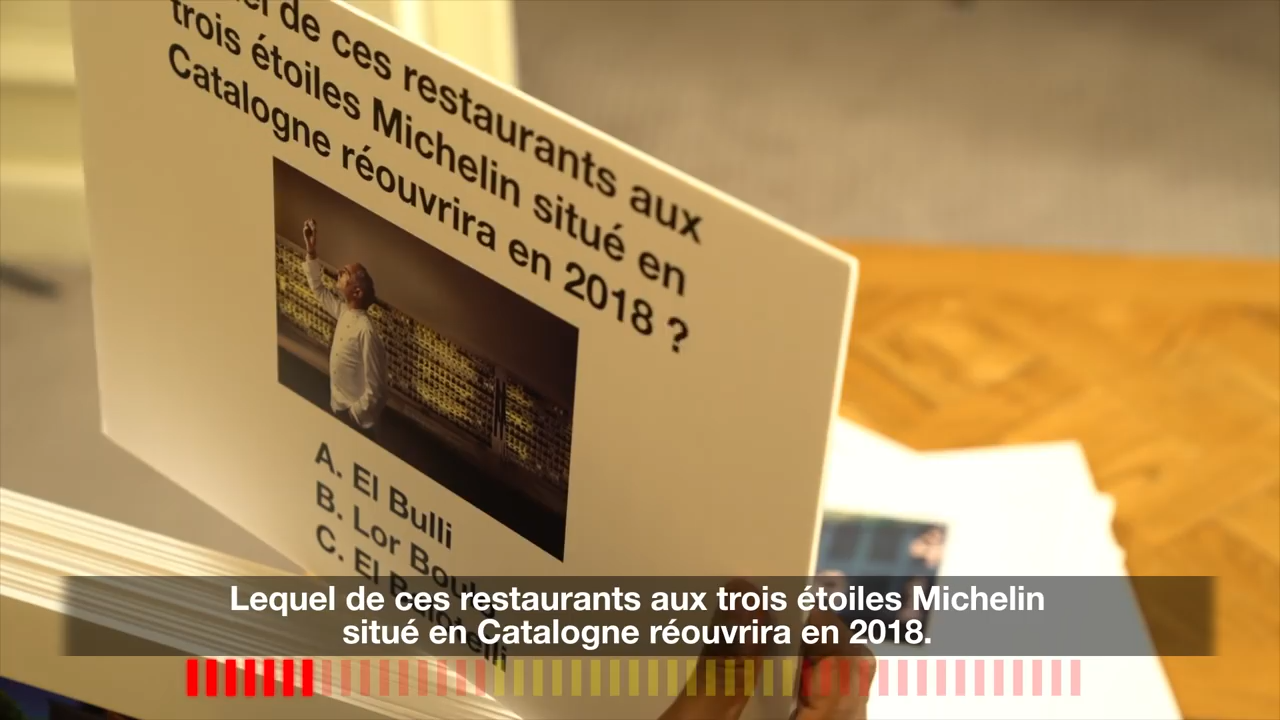 de ces restaurants aux
trois étoiles Michelin situé en
Catalogne réouvrira en 2018 ?
A. El Bulli
B. Lor Bouls
C. El
Lequel de ces restaurants aux trois étoiles Michelin
situé en Catalogne réouvrira en 2018.